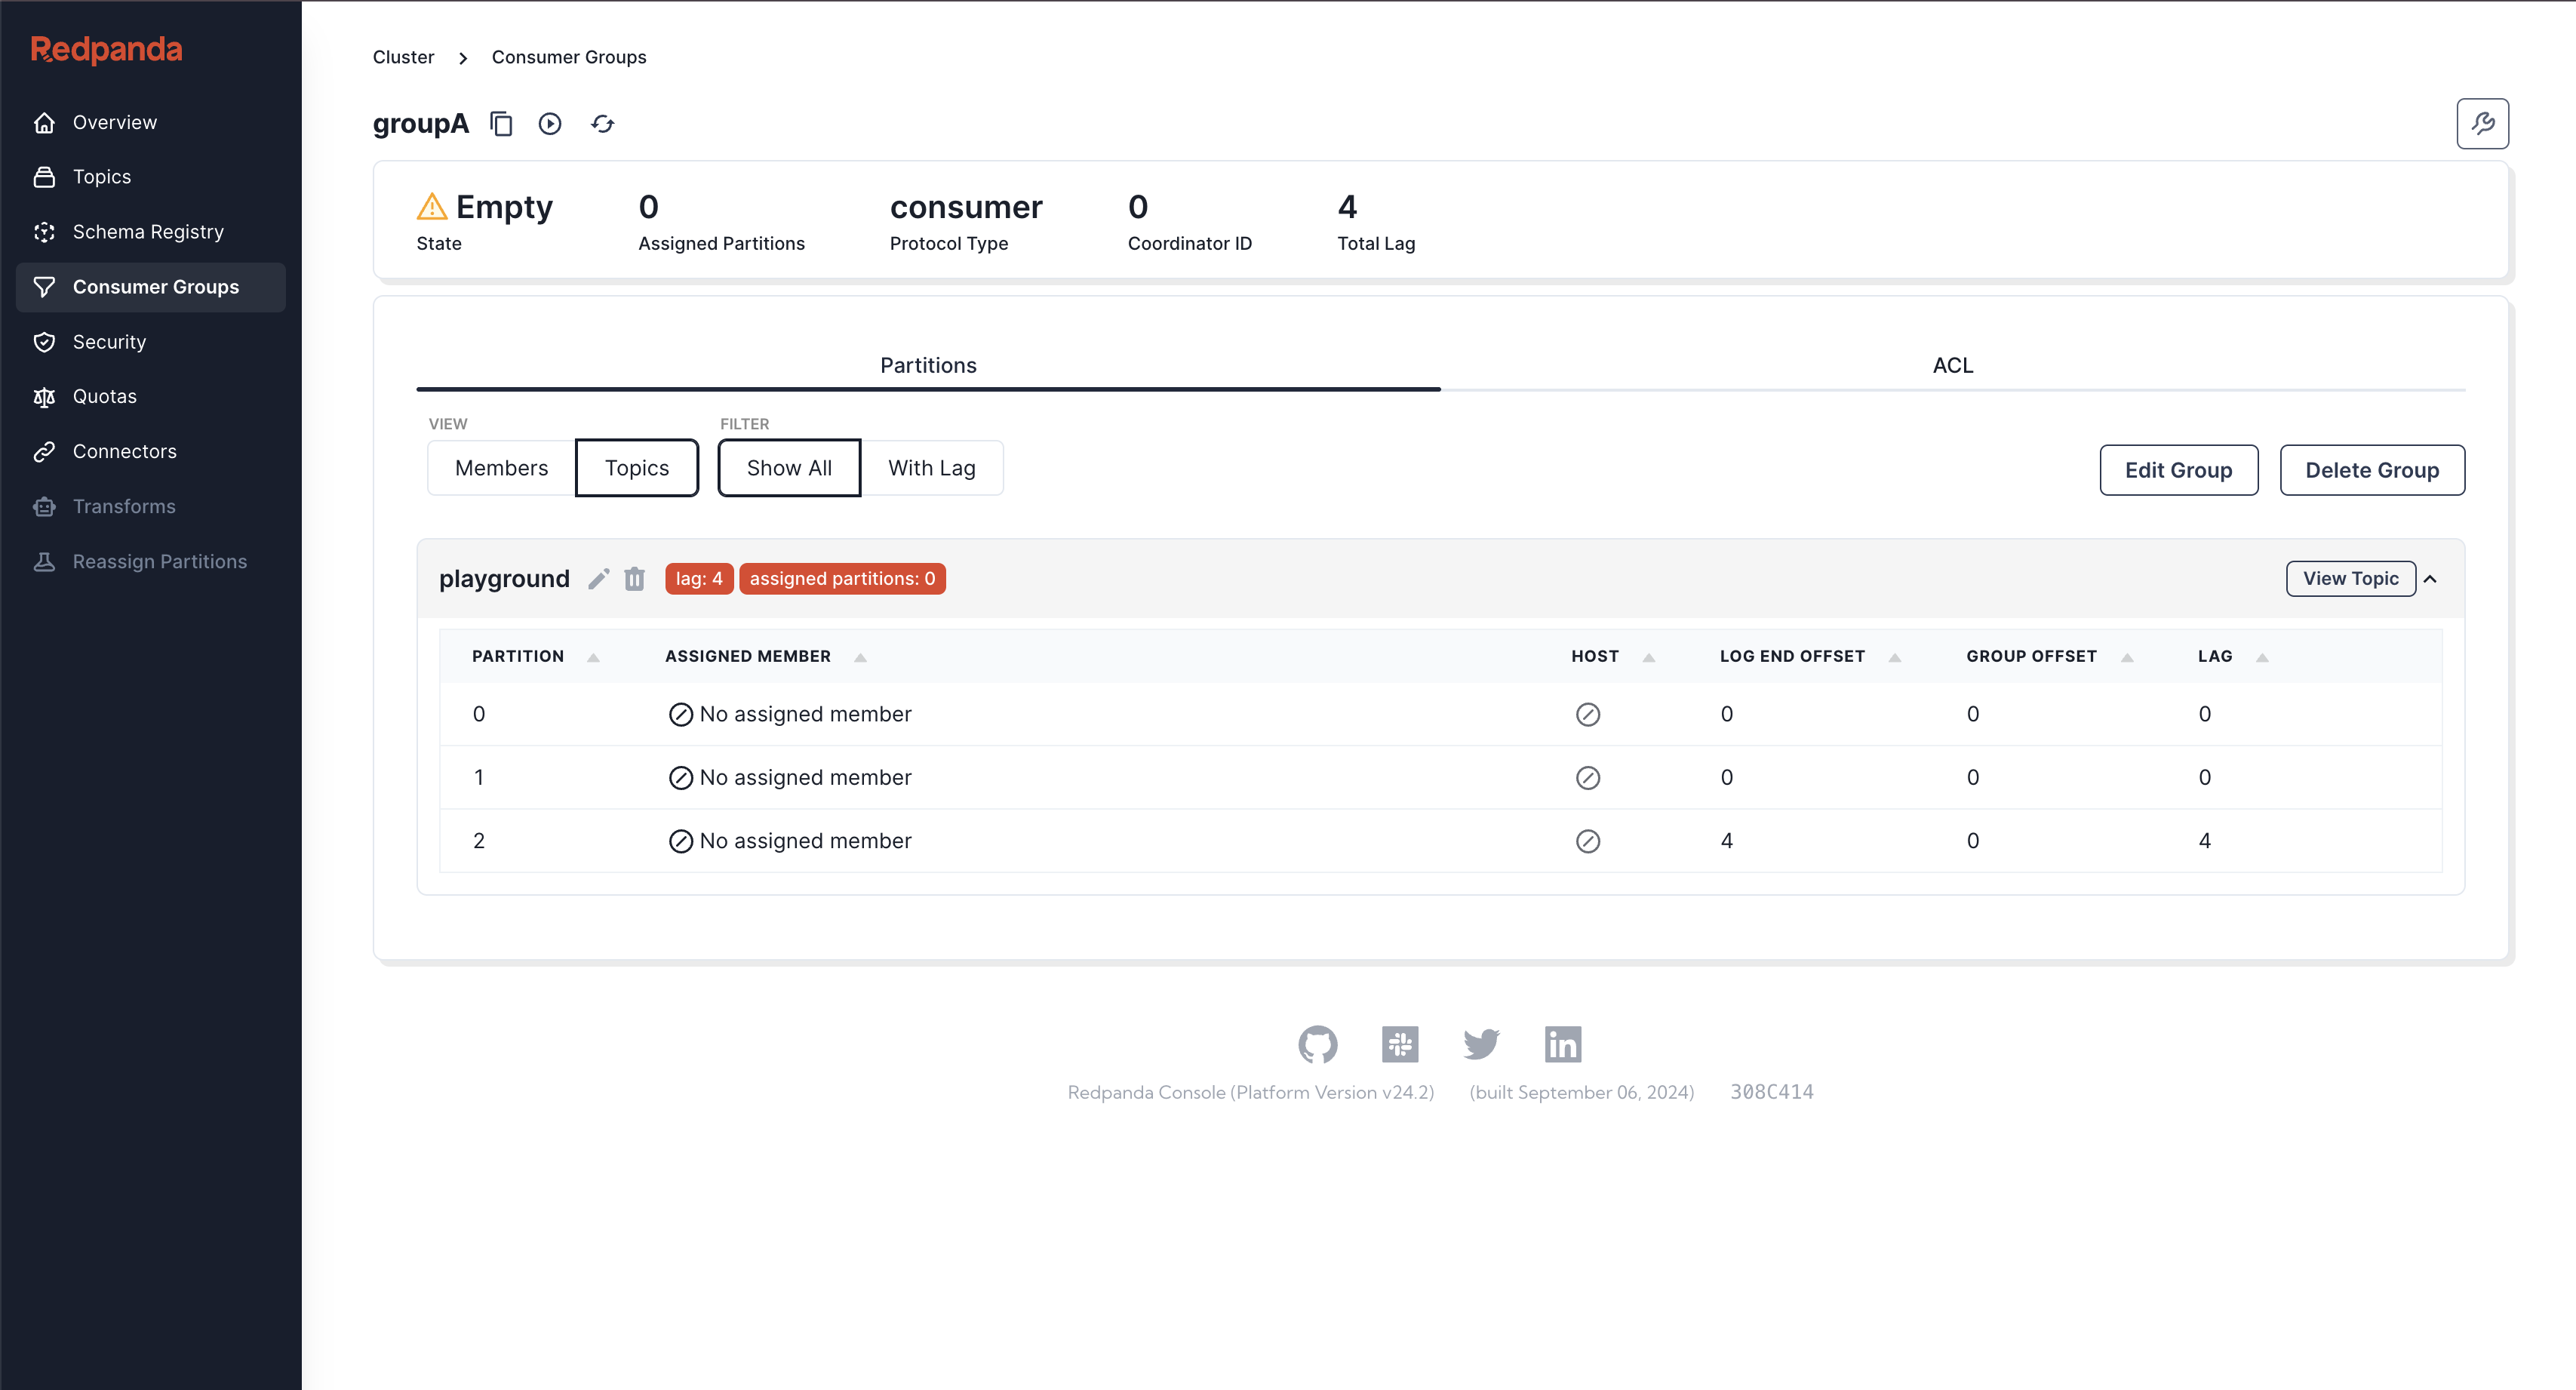 Redpanda
Overview
Topics
Schema Registry
Consumer Groups
Security
Quotas
Connectors
Transforms
Reassign Partitions
Cluster > Consumer Groups
groupA
Empty 0 consumer 0 4
State Assigned Partitions Protocol Type Coordinator ID Total Lag
Partitions ACL
VIEW FILTER
Members Topics Show All With Lag Edit Group Delete Group
playground lag: 4 assigned partitions: 0 View Topic
PARTITION ASSIGNED MEMBER HOST LOG END OFFSET GROUP OFFSET LAG
0 No assigned member 0 0 0
1 No assigned member 0 0 0
2 No assigned member 4 0 4
Redpanda Console (Platform Version v24.2) (built September 06, 2024) 308C414